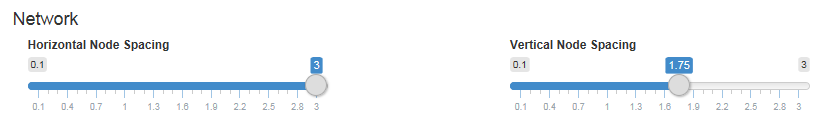 Network
Horizontal Node Spacing
0.1 3
0.1 0.4 0.7 1 1.3 1.6 1.9 2.2 2.5 2.8 3
Vertical Node Spacing
0.1 1.75 3
0.1 0.4 0.7 1 1.3 1.6 1.9 2.2 2.5 2.8 3